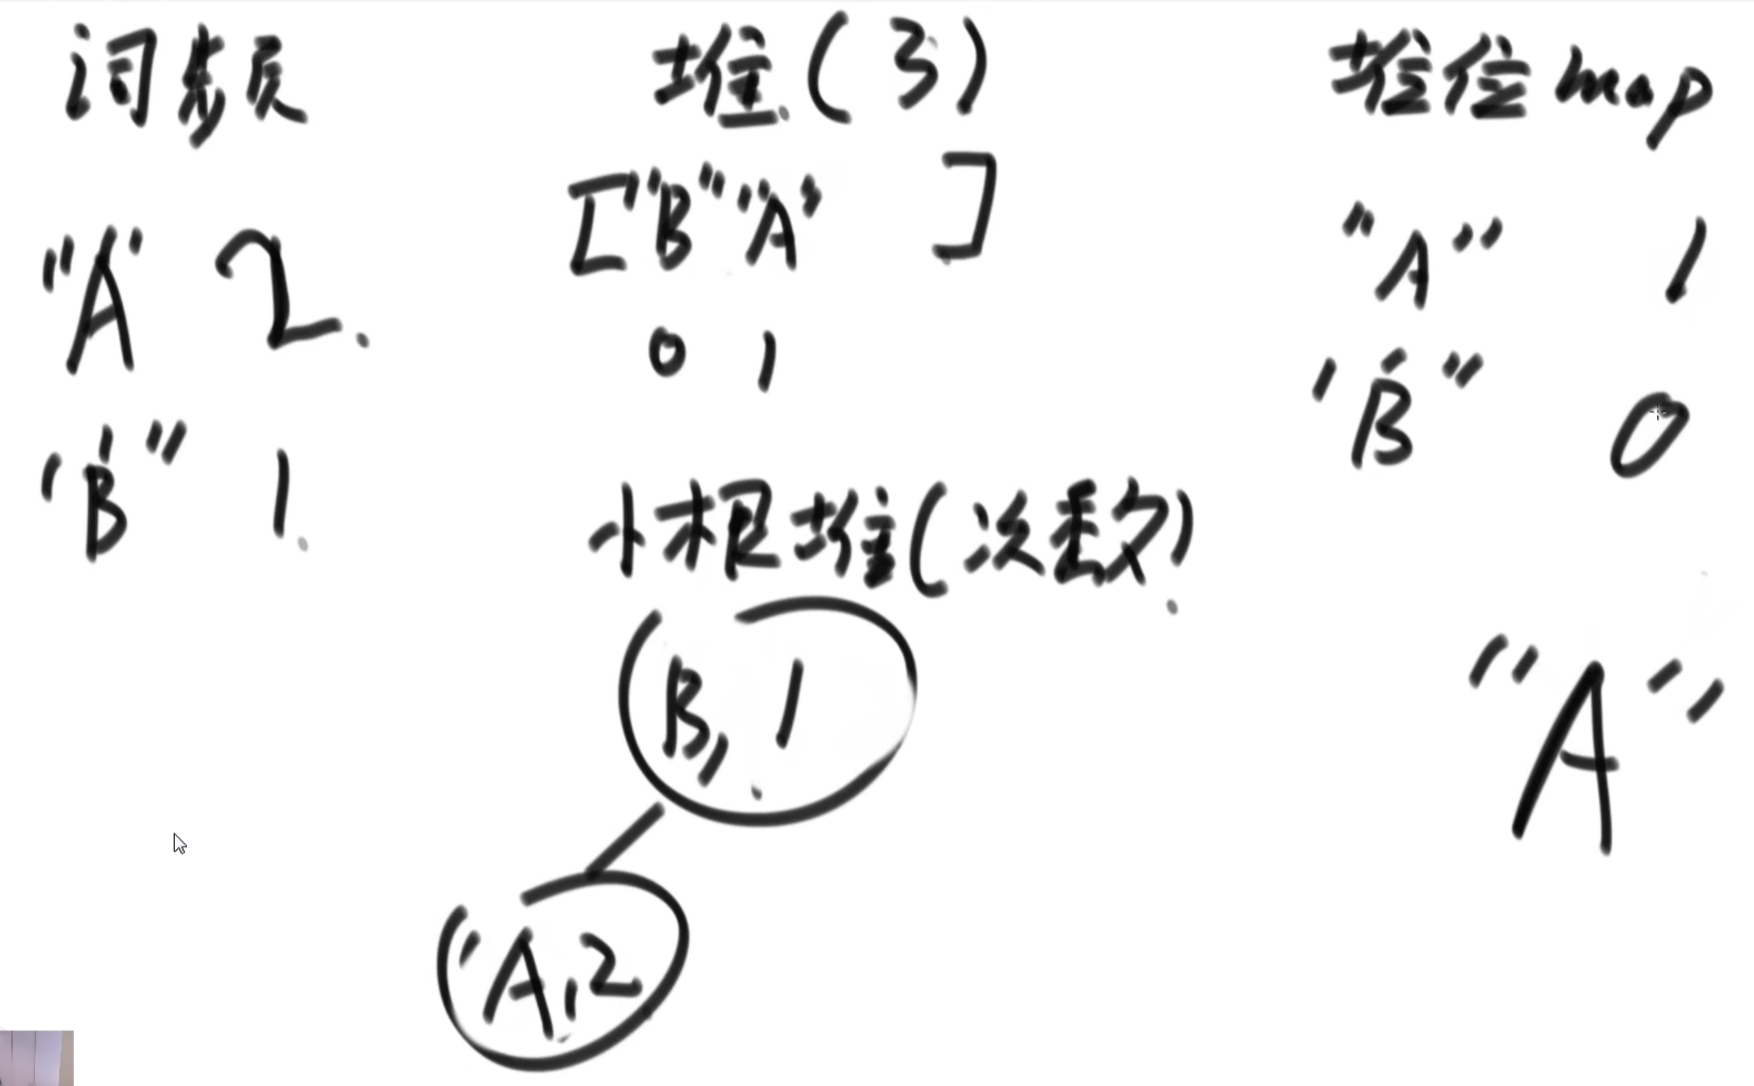 词频 堆(3) 堆位map
["B" "A" ]
"A" 2 "A" 1
0 1
"B" 1 "B" 0
小根堆(次数)
B,1
"A"
"A,2